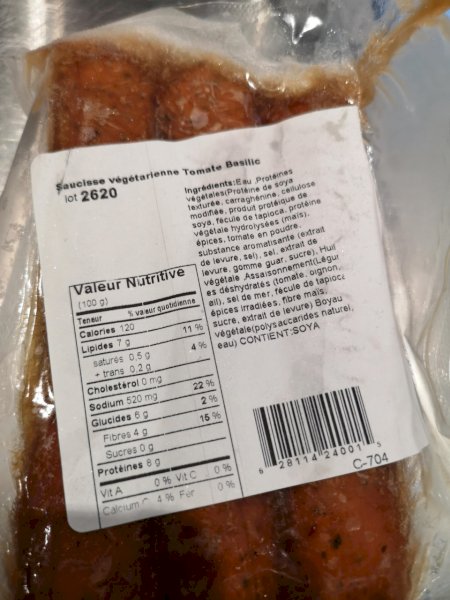 Saucisse végétarienne Tomate Basilic
lot 2620
Ingrédients:Eau ,Protéines
végétales(Protéine de soya
texturée, carraghénine, cellulose
modifiée, produit protéique de
soya, fécule de tapioca, protéine
végétale hydrolysées (maïs),
épices, tomate en poudre,
substance aromatisante (extrait
de levure, sel), sel, extrait de
levure, gomme guar, sucre), Huil
végétale ,Assaisonnement(Légur
es déshydratés (tomate, oignon,
ail), sel de mer, fécule de tapioca
épices irradiées, fibre maïs,
sucre, extrait de levure) Boyau
végétale(polysaccarides naturel,
eau) CONTIENT:SOYA
Valeur Nutritive
(100 g)
Teneur % valeur quotidienne
Calories 120
Lipides 7 g 11 %
saturés 0,5 g 4 %
+ trans 0,2 g
Cholestérol 0 mg
Sodium 520 mg 22 %
Glucides 6 g 2 %
Fibres 4 g 15 %
Sucres 0 g
Protéines 8 g
Vit A 0 % Vit C 0 %
Calcium 4 % Fer 0 %
6 28114 24001 5
C-704